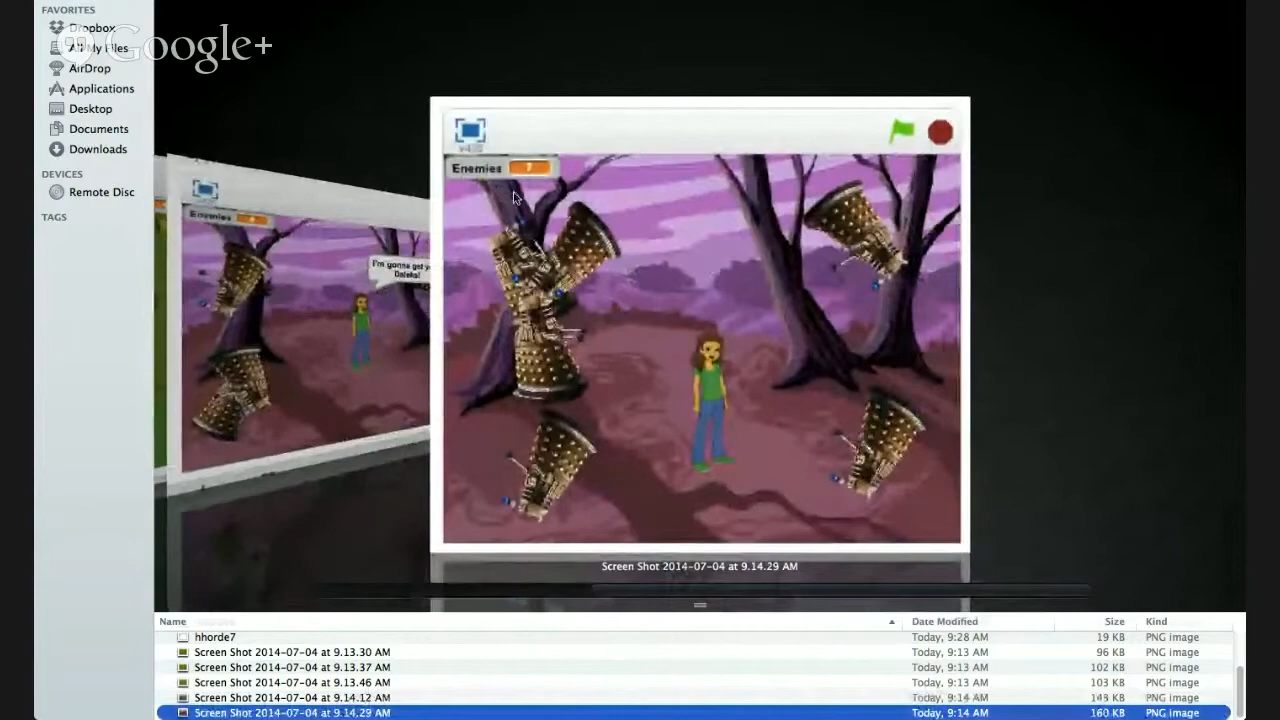 FAVORITES
Dropbox
Google+
All My Files
AirDrop
Applications
Desktop
Documents
Downloads
DEVICES
Remote Disc
TAGS
Enemies
I'm gonna get
Daleks!
Enemies 7
Screen Shot 2014-07-04 at 9.14.29 AM
Name Date Modified Size Kind
hhorde7 Today, 9:28 AM 19 KB PNG image
Screen Shot 2014-07-04 at 9.13.30 AM Today, 9:13 AM 96 KB PNG image
Screen Shot 2014-07-04 at 9.13.37 AM Today, 9:13 AM 102 KB PNG image
Screen Shot 2014-07-04 at 9.13.46 AM Today, 9:13 AM 103 KB PNG image
Screen Shot 2014-07-04 at 9.14.12 AM Today, 9:14 AM 149 KB PNG image
Screen Shot 2014-07-04 at 9.14.29 AM Today, 9:14 AM 160 KB PNG image